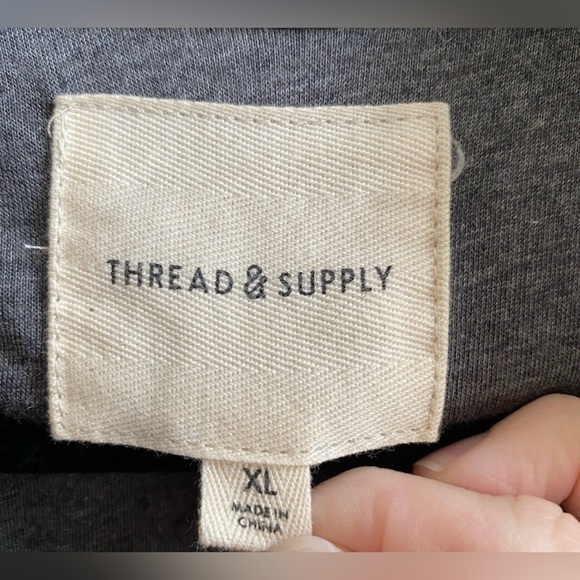 THREAD & SUPPLY
XL
MADE IN
CHINA